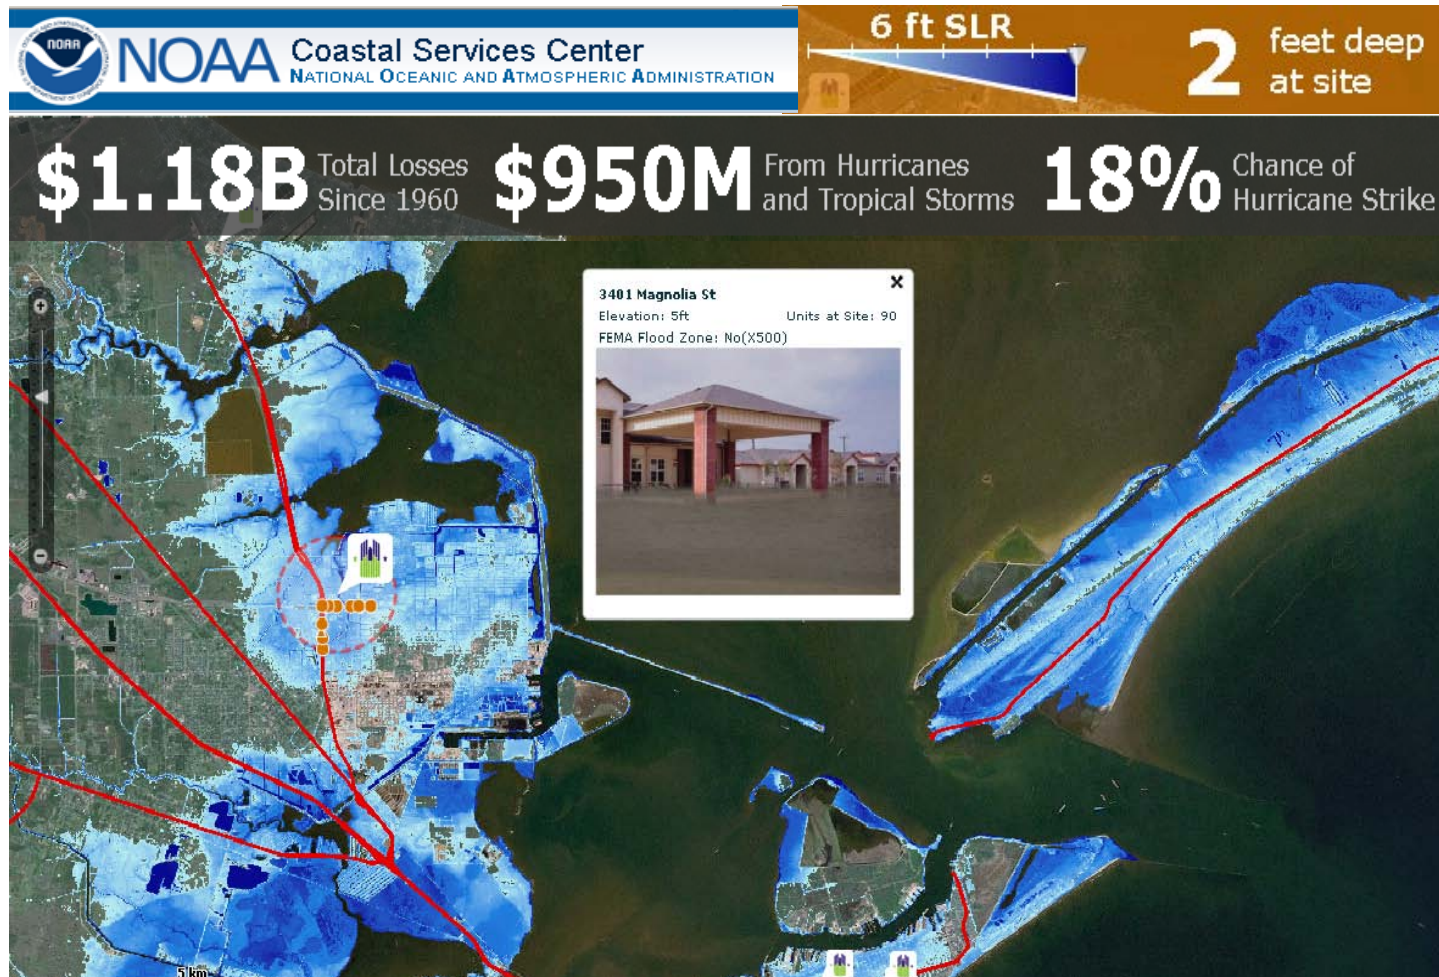 NOAA
NOAA Coastal Services Center
NATIONAL OCEANIC AND ATMOSPHERIC ADMINISTRATION
6 ft SLR
2 feet deep
at site
$1.18B Total Losses
Since 1960
$950M From Hurricanes
and Tropical Storms
18% Chance of
Hurricane Strike
3401 Magnolia St
Elevation: 5ft Units at Site: 90
FEMA Flood Zone: No(X500)
5 km